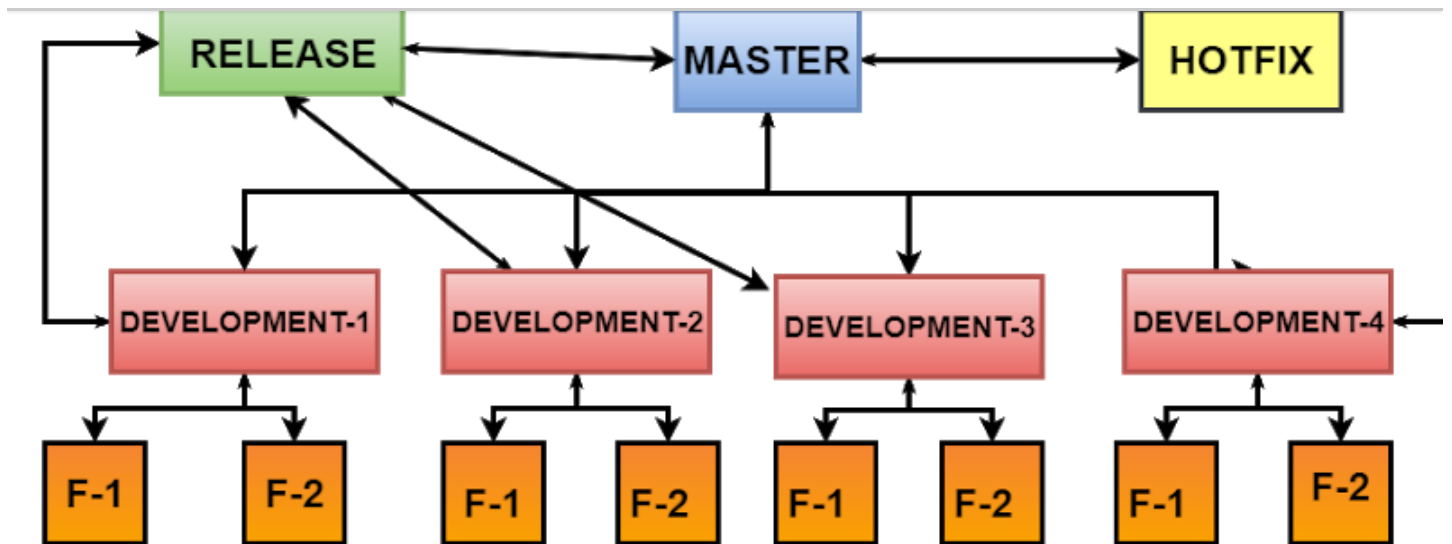 RELEASE
MASTER
HOTFIX
DEVELOPMENT-1
DEVELOPMENT-2
DEVELOPMENT-3
DEVELOPMENT-4
F-1
F-2
F-1
F-2
F-1
F-2
F-1
F-2